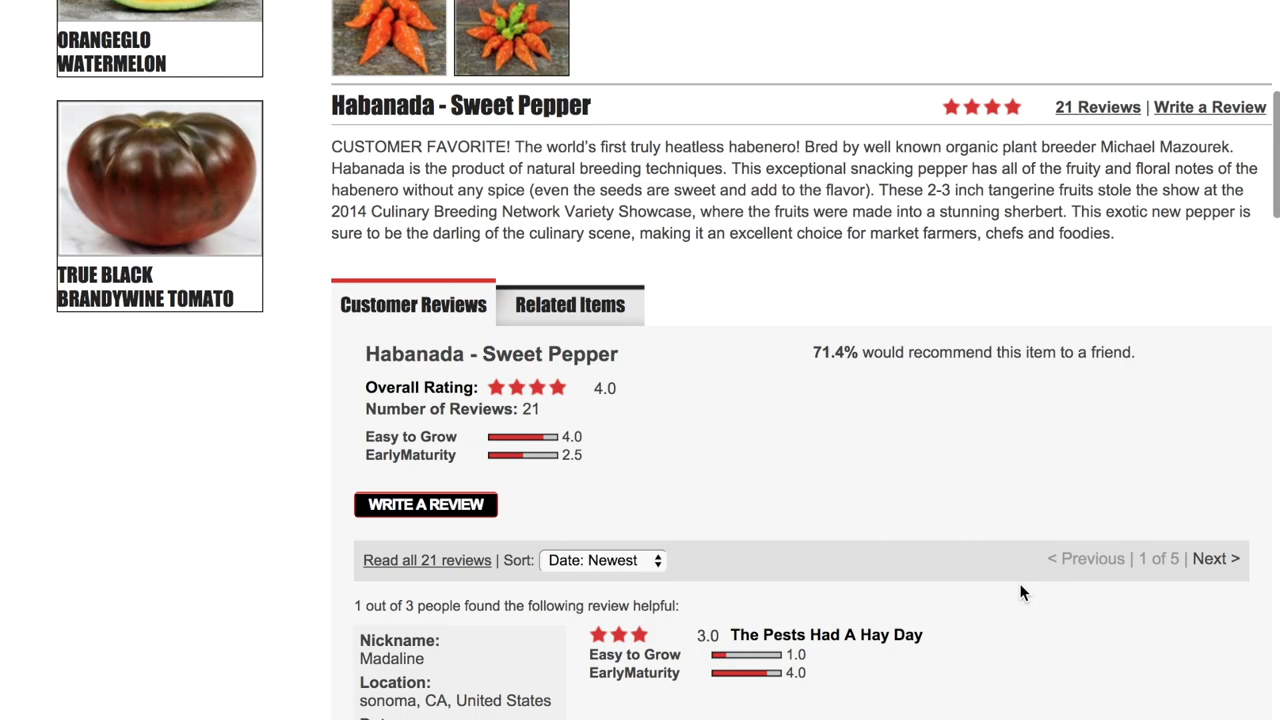 ORANGEGLO
WATERMELON
TRUE BLACK
BRANDYWINE TOMATO
Habanada - Sweet Pepper
21 Reviews | Write a Review
CUSTOMER FAVORITE! The world's first truly heatless habenero! Bred by well known organic plant breeder Michael Mazourek.
Habanada is the product of natural breeding techniques. This exceptional snacking pepper has all of the fruity and floral notes of the
habenero without any spice (even the seeds are sweet and add to the flavor). These 2-3 inch tangerine fruits stole the show at the
2014 Culinary Breeding Network Variety Showcase, where the fruits were made into a stunning sherbert. This exotic new pepper is
sure to be the darling of the culinary scene, making it an excellent choice for market farmers, chefs and foodies.
Customer Reviews
Related Items
Habanada - Sweet Pepper
71.4% would recommend this item to a friend.
Overall Rating: 4.0
Number of Reviews: 21
Easy to Grow 4.0
EarlyMaturity 2.5
WRITE A REVIEW
Read all 21 reviews | Sort: Date: Newest
< Previous | 1 of 5 | Next >
1 out of 3 people found the following review helpful:
Nickname:
Madaline
Location:
sonoma, CA, United States
3.0 The Pests Had A Hay Day
Easy to Grow 1.0
EarlyMaturity 4.0